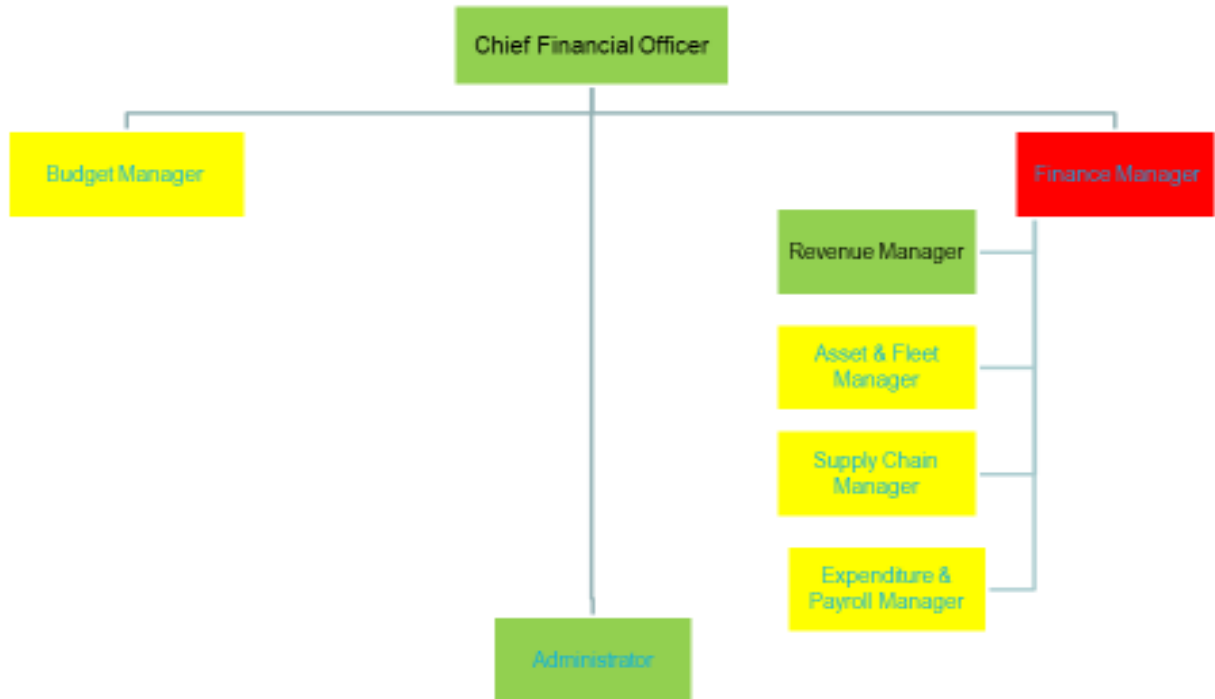 Chief Financial Officer
Budget Manager
Finance Manager
Revenue Manager
Asset & Fleet
Manager
Supply Chain
Manager
Expenditure &
Payroll Manager
Administrator